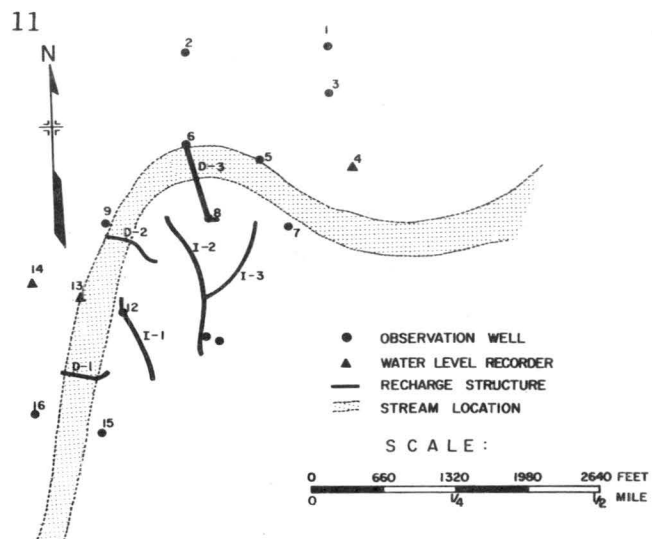 11
N
1
2
3
4
5
6
D-3
7
8
9
D-2
I-2
I-3
14
13
12
I-1
D-1
16
15
OBSERVATION WELL
WATER LEVEL RECORDER
RECHARGE STRUCTURE
STREAM LOCATION
SCALE:
0 660 1320 1980 2640 FEET
0 1/4 1/2 MILE